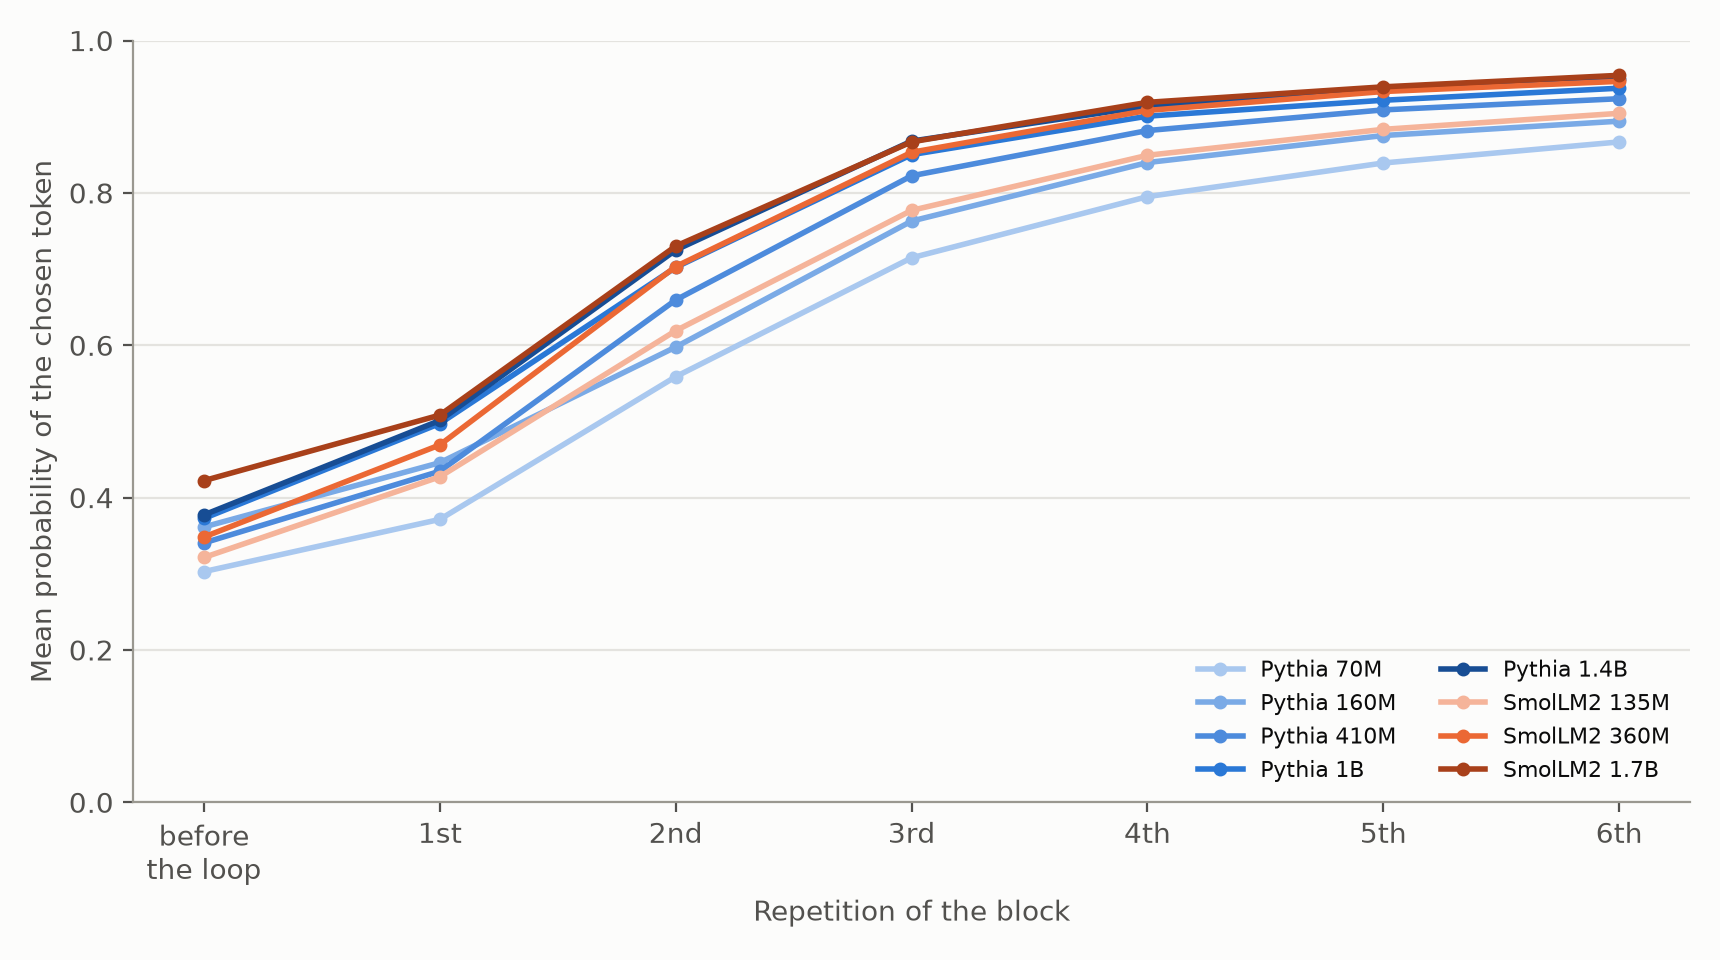 1.0
0.8
0.6
0.4
0.2
0.0
Mean probability of the chosen token
before
the loop
1st
2nd
3rd
4th
5th
6th
Repetition of the block
Pythia 70M
Pythia 160M
Pythia 410M
Pythia 1B
Pythia 1.4B
SmolLM2 135M
SmolLM2 360M
SmolLM2 1.7B